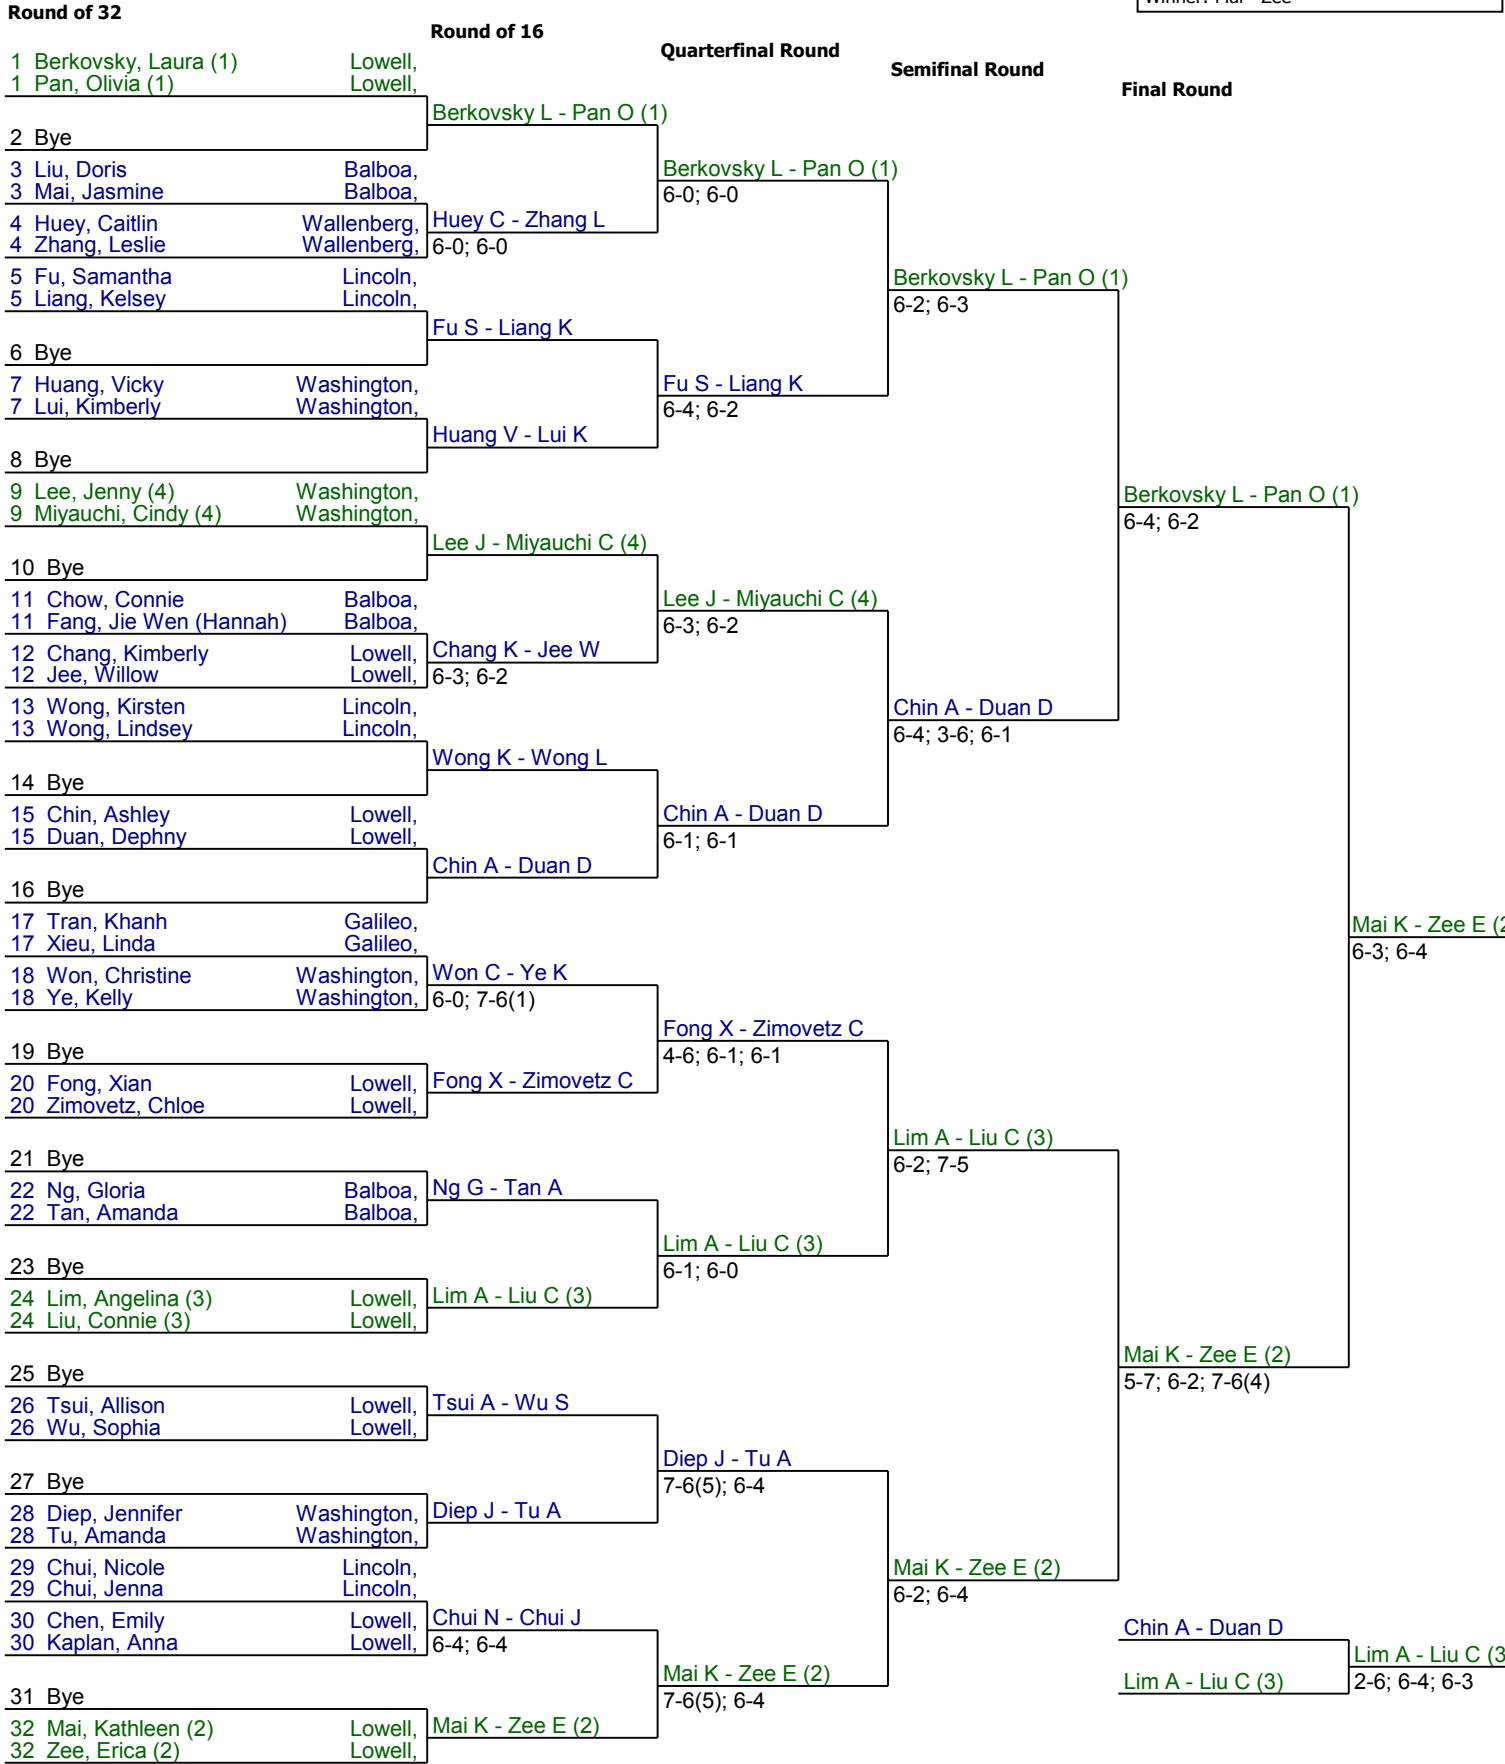 Winner: Mai - Zee
Round of 32
Round of 16
Quarterfinal Round
Semifinal Round
Final Round
1 Berkovsky, Laura (1) Lowell,
1 Pan, Olivia (1) Lowell,
2 Bye
3 Liu, Doris Balboa,
3 Mai, Jasmine Balboa,
4 Huey, Caitlin Wallenberg,
4 Zhang, Leslie Wallenberg,
5 Fu, Samantha Lincoln,
5 Liang, Kelsey Lincoln,
6 Bye
7 Huang, Vicky Washington,
7 Lui, Kimberly Washington,
8 Bye
9 Lee, Jenny (4) Washington,
9 Miyauchi, Cindy (4) Washington,
10 Bye
11 Chow, Connie Balboa,
11 Fang, Jie Wen (Hannah) Balboa,
12 Chang, Kimberly Lowell,
12 Jee, Willow Lowell,
13 Wong, Kirsten Lincoln,
13 Wong, Lindsey Lincoln,
14 Bye
15 Chin, Ashley Lowell,
15 Duan, Dephny Lowell,
16 Bye
17 Tran, Khanh Galileo,
17 Xieu, Linda Galileo,
18 Won, Christine Washington,
18 Ye, Kelly Washington,
19 Bye
20 Fong, Xian Lowell,
20 Zimovetz, Chloe Lowell,
21 Bye
22 Ng, Gloria Balboa,
22 Tan, Amanda Balboa,
23 Bye
24 Lim, Angelina (3) Lowell,
24 Liu, Connie (3) Lowell,
25 Bye
26 Tsui, Allison Lowell,
26 Wu, Sophia Lowell,
27 Bye
28 Diep, Jennifer Washington,
28 Tu, Amanda Washington,
29 Chui, Nicole Lincoln,
29 Chui, Jenna Lincoln,
30 Chen, Emily Lowell,
30 Kaplan, Anna Lowell,
31 Bye
32 Mai, Kathleen (2) Lowell,
32 Zee, Erica (2) Lowell,
Berkovsky L - Pan O (1)
Huey C - Zhang L
6-0; 6-0
Fu S - Liang K
Huang V - Lui K
Lee J - Miyauchi C (4)
Chang K - Jee W
6-3; 6-2
Wong K - Wong L
Chin A - Duan D
Won C - Ye K
6-0; 7-6(1)
Fong X - Zimovetz C
Ng G - Tan A
Lim A - Liu C (3)
Tsui A - Wu S
Diep J - Tu A
Chui N - Chui J
6-4; 6-4
Mai K - Zee E (2)
Berkovsky L - Pan O (1)
6-0; 6-0
Fu S - Liang K
6-4; 6-2
Lee J - Miyauchi C (4)
6-3; 6-2
Chin A - Duan D
6-1; 6-1
Fong X - Zimovetz C
4-6; 6-1; 6-1
Lim A - Liu C (3)
6-1; 6-0
Diep J - Tu A
7-6(5); 6-4
Mai K - Zee E (2)
7-6(5); 6-4
Berkovsky L - Pan O (1)
6-2; 6-3
Chin A - Duan D
6-4; 3-6; 6-1
Lim A - Liu C (3)
6-2; 7-5
Mai K - Zee E (2)
6-2; 6-4
Berkovsky L - Pan O (1)
6-4; 6-2
Mai K - Zee E (2)
5-7; 6-2; 7-6(4)
Mai K - Zee E (2
6-3; 6-4
Chin A - Duan D
Lim A - Liu C (3)
Lim A - Liu C (3
2-6; 6-4; 6-3